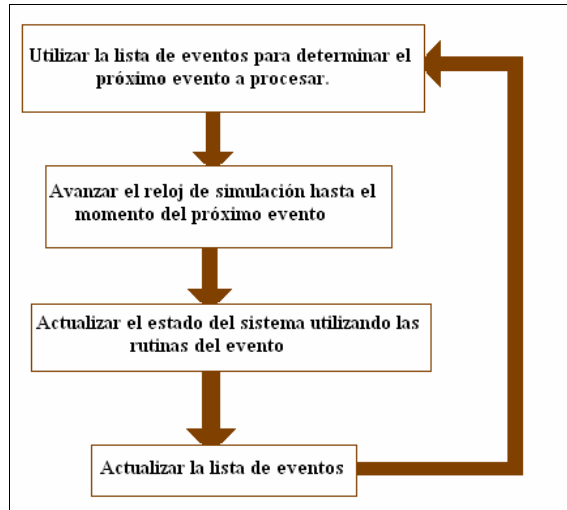 Utilizar la lista de eventos para determinar el
próximo evento a procesar.
Avanzar el reloj de simulación hasta el
momento del próximo evento
Actualizar el estado del sistema utilizando las
rutinas del evento
Actualizar la lista de eventos